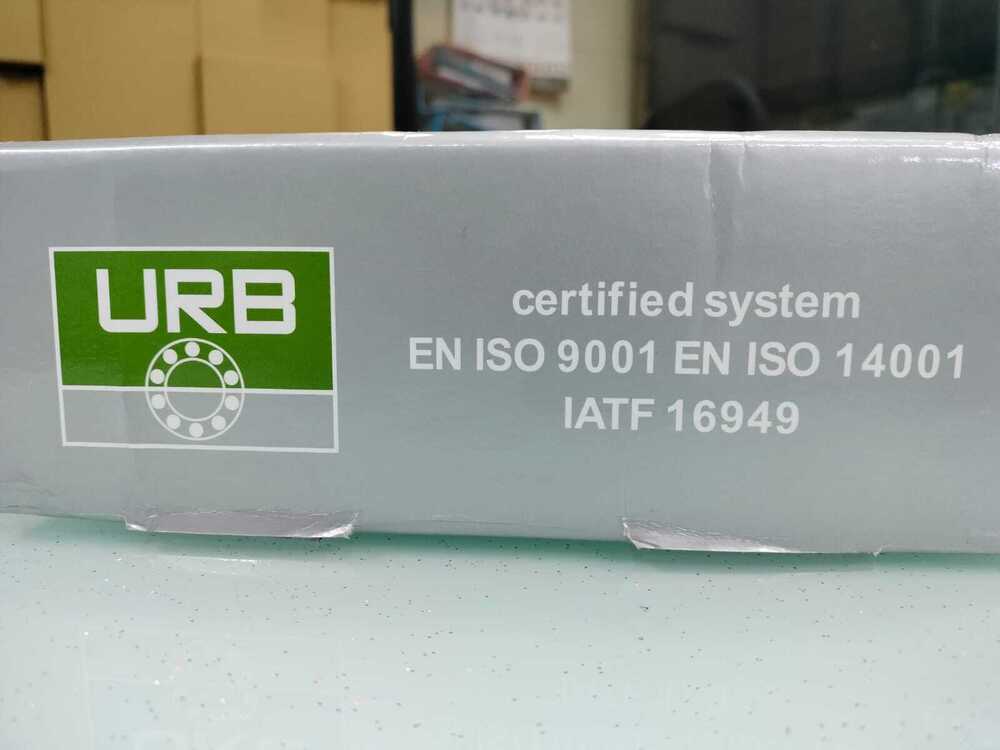 URB
certified system
EN ISO 9001 EN ISO 14001
IATF 16949